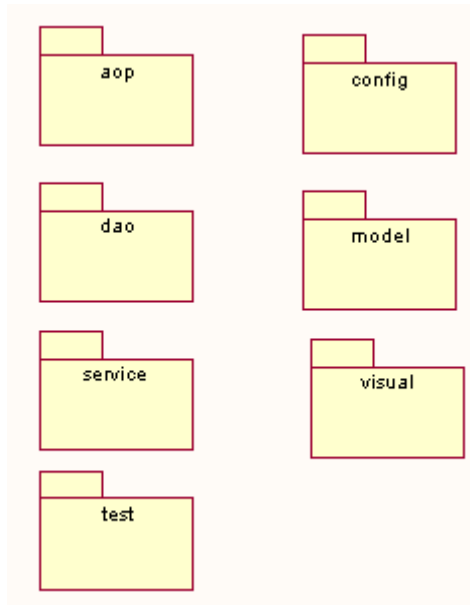 aop
config
dao
model
service
visual
test